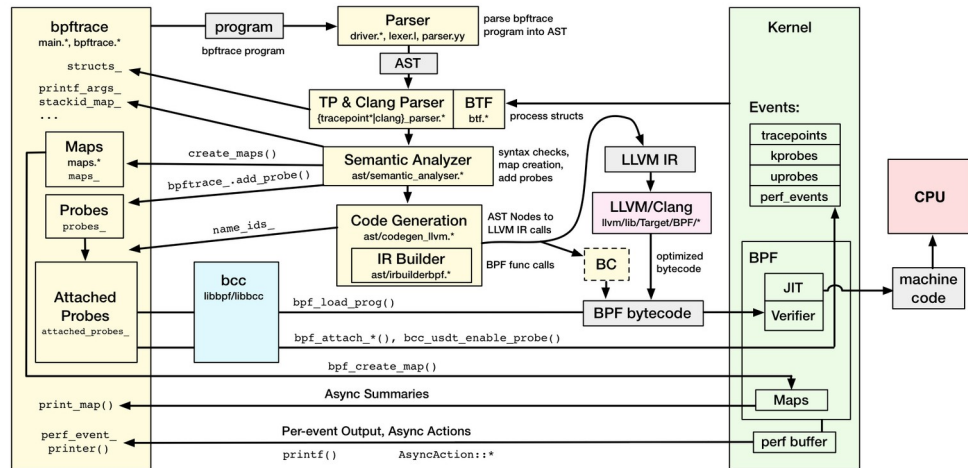 bpftrace
main.*, bpftrace.*
program
bpftrace program
Parser
driver.*, lexer.l, parser.yy
parse bpftrace
program into AST
Kernel
AST
structs_
printf_args_
stackid_map_
...
TP & Clang Parser
{tracepoint*|clang}_parser.*
BTF
btf.*
process structs
Events:
tracepoints
kprobes
uprobes
perf_events
Maps
maps.*
maps_
create_maps()
Semantic Analyzer
ast/semantic_analyser.*
syntax checks,
map creation,
add probes
LLVM IR
bpftrace_.add_probe()
Probes
probes_
name_ids_
Code Generation
ast/codegen_llvm.*
IR Builder
ast/irbuilderbpf.*
AST Nodes to
LLVM IR calls
BPF func calls
LLVM/Clang
llvm/lib/Target/BPF/*
CPU
BC
optimized
bytecode
BPF
JIT
Verifier
machine
code
Attached
Probes
attached_probes_
bcc
libbpf/libbcc
bpf_load_prog()
BPF bytecode
bpf_attach_*(), bcc_usdt_enable_probe()
bpf_create_map()
print_map()
Async Summaries
Maps
perf_event_
printer()
Per-event Output, Async Actions
printf()
AsyncAction::*
perf buffer